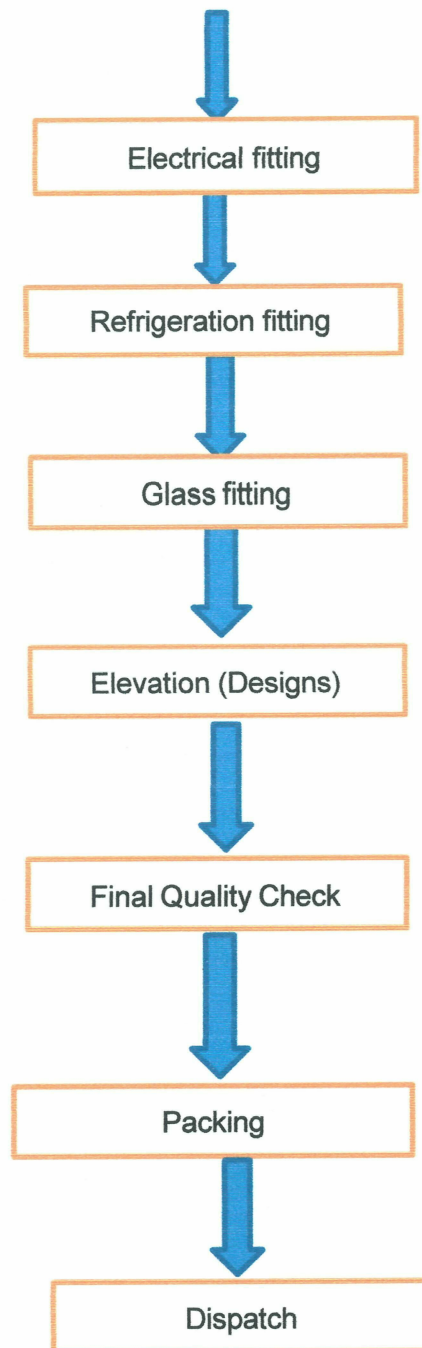 Electrical fitting
Refrigeration fitting
Glass fitting
Elevation (Designs)
Final Quality Check
Packing
Dispatch